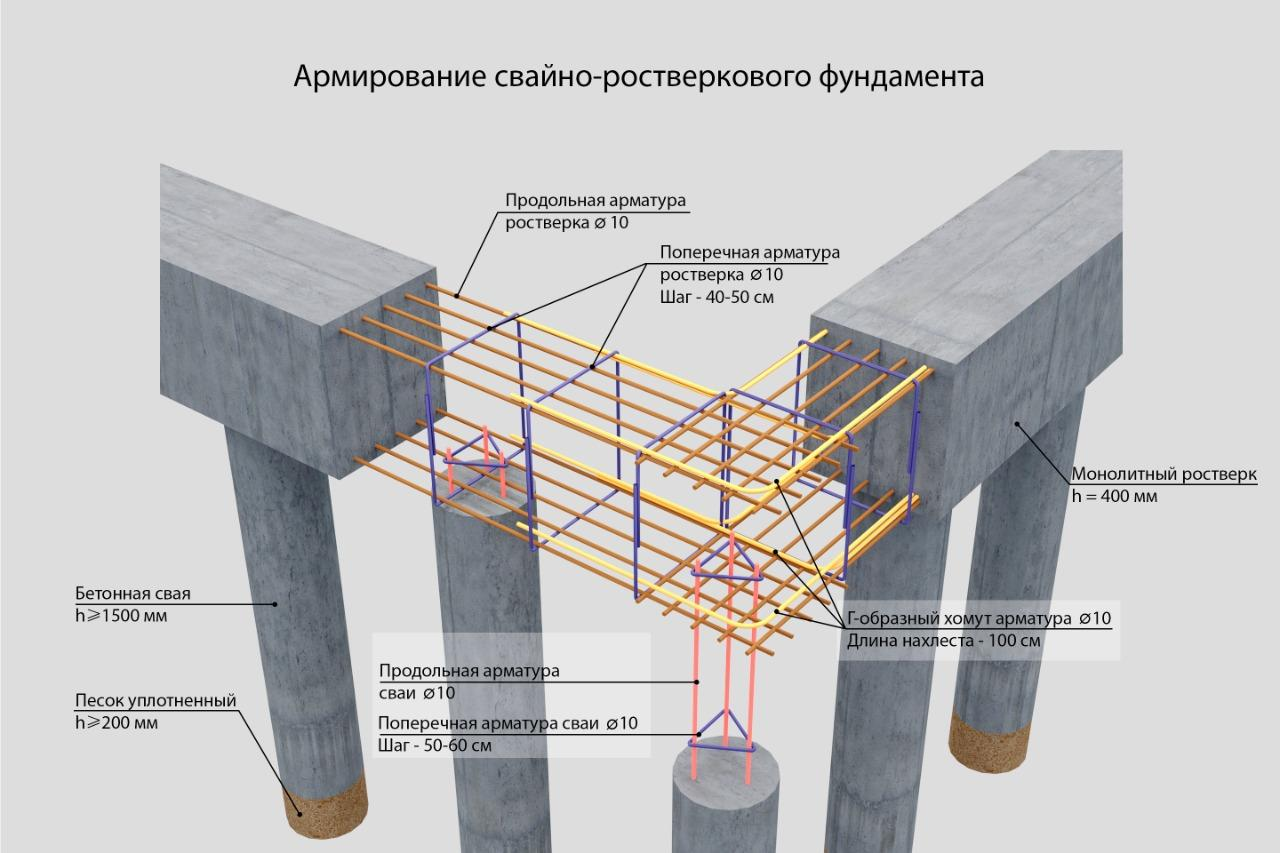 Армирование свайно-ростверкового фундамента
Продольная арматура
ростверка ⌀ 10
Поперечная арматура
ростверка ⌀ 10
Шаг - 40-50 см
Монолитный ростверк
h = 400 мм
Бетонная свая
h⩾1500 мм
Г-образный хомут арматура ⌀10
Длина нахлеста - 100 см
Продольная арматура
сваи ⌀10
Песок уплотненный
h⩾200 мм
Поперечная арматура сваи ⌀10
Шаг - 50-60 см